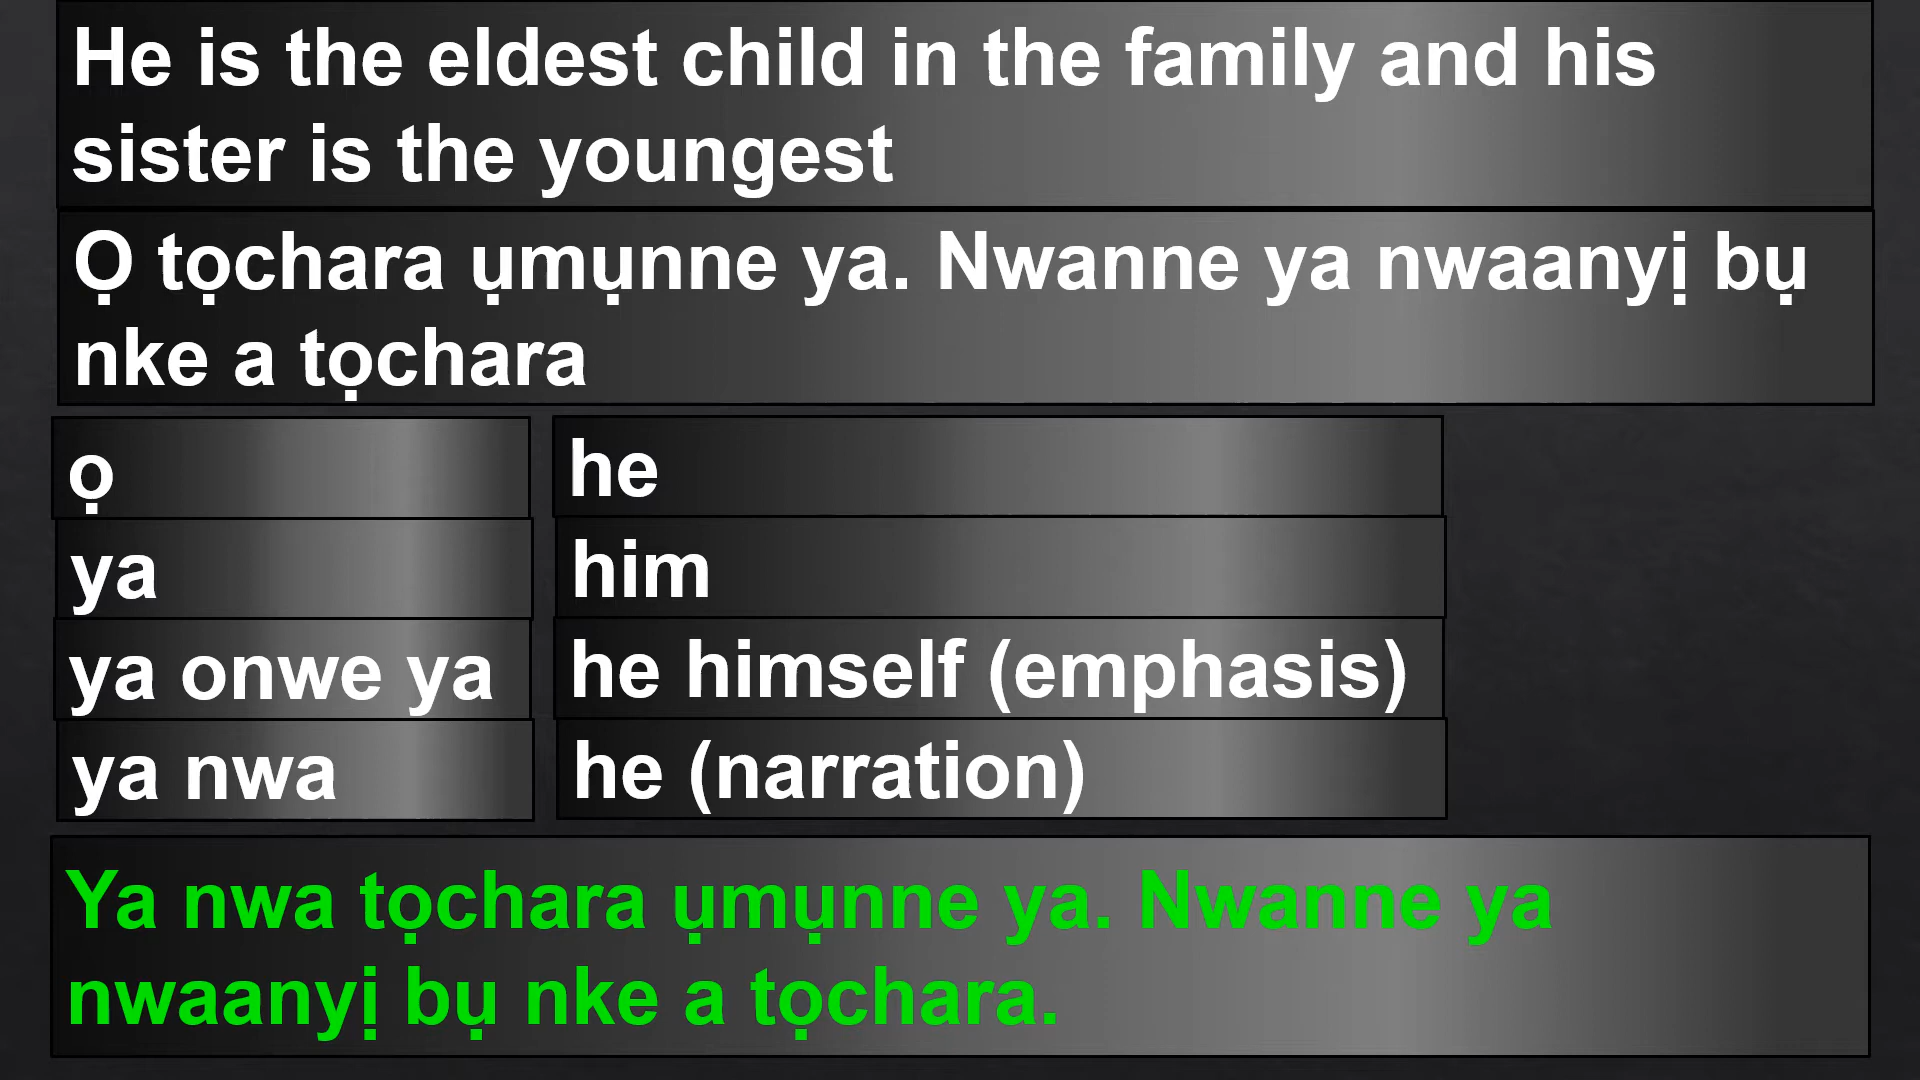 He is the eldest child in the family and his
sister is the youngest
Ọ tọchara ụmụnne ya. Nwanne ya nwaanyị bụ
nke a tọchara
ọ
he
ya
him
ya onwe ya
he himself (emphasis)
ya nwa
he (narration)
Ya nwa tọchara ụmụnne ya. Nwanne ya
nwaanyị bụ nke a tọchara.